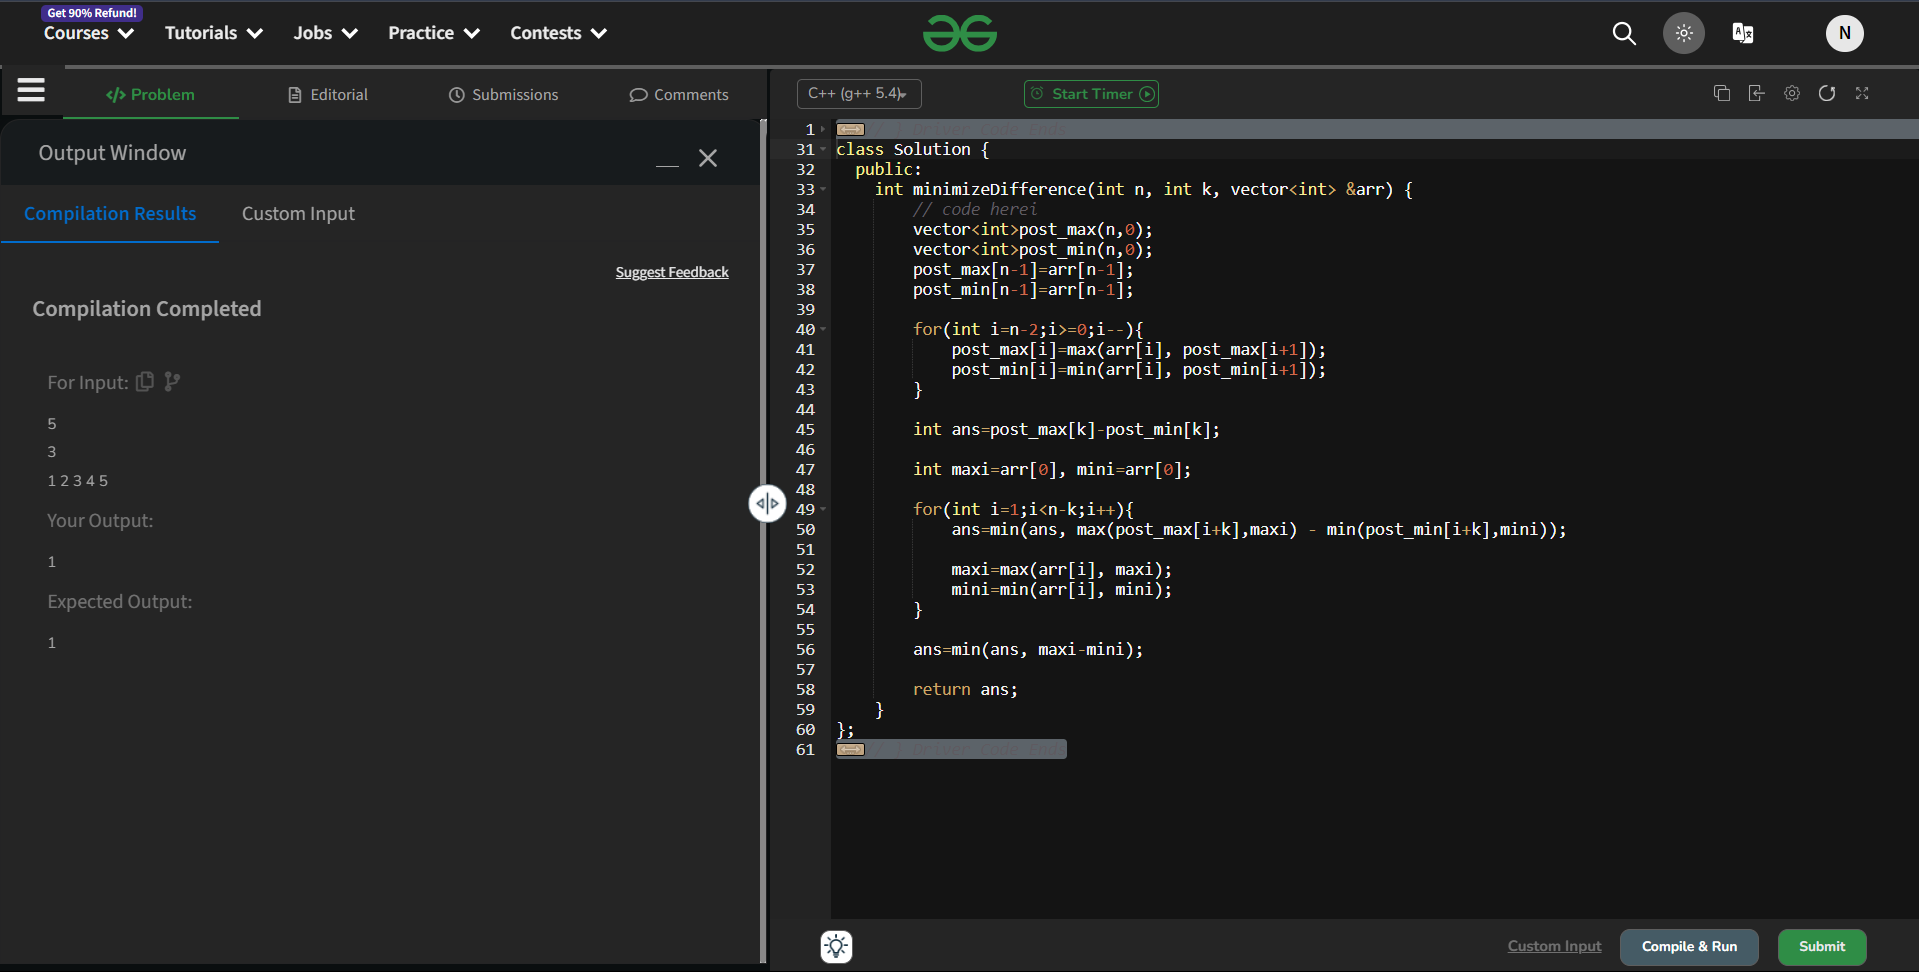 Get 90% Refund!
Courses Tutorials Jobs Practice Contests
N
</> Problem Editorial Submissions Comments
Output Window
Compilation Results Custom Input
Suggest Feedback
Compilation Completed
For Input:
5
3
1 2 3 4 5
Your Output:
1
Expected Output:
1
C++ (g++ 5.4)
Start Timer
1 // } Driver Code Ends
31 class Solution {
32 public:
33 int minimizeDifference(int n, int k, vector<int> &arr) {
34 // code herei
35 vector<int>post_max(n,0);
36 vector<int>post_min(n,0);
37 post_max[n-1]=arr[n-1];
38 post_min[n-1]=arr[n-1];
39
40 for(int i=n-2;i>=0;i--){
41 post_max[i]=max(arr[i], post_max[i+1]);
42 post_min[i]=min(arr[i], post_min[i+1]);
43 }
44
45 int ans=post_max[k]-post_min[k];
46
47 int maxi=arr[0], mini=arr[0];
48
49 for(int i=1;i<n-k;i++){
50 ans=min(ans, max(post_max[i+k],maxi) - min(post_min[i+k],mini));
51
52 maxi=max(arr[i], maxi);
53 mini=min(arr[i], mini);
54 }
55
56 ans=min(ans, maxi-mini);
57
58 return ans;
59 }
60 };
61 // } Driver Code Ends
Custom Input Compile & Run Submit